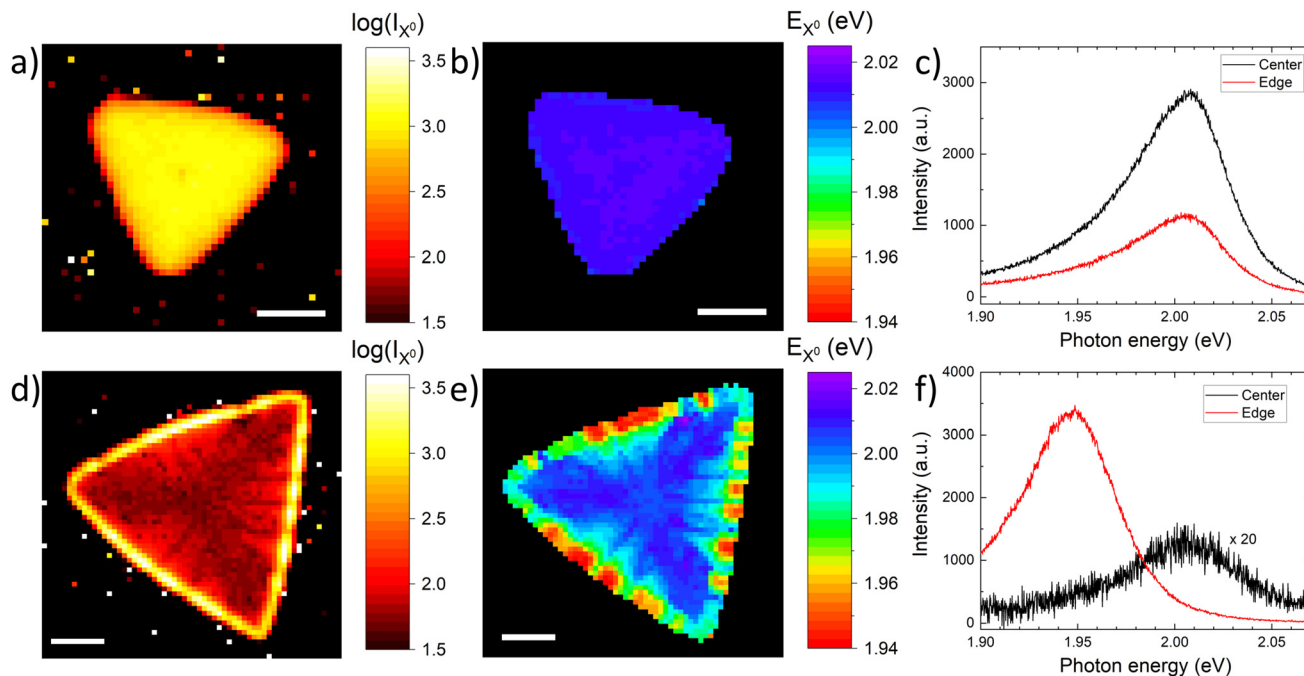 a)
log(I_X⁰)
3.5
3.0
2.5
2.0
1.5
b)
E_X⁰ (eV)
2.02
2.00
1.98
1.96
1.94
c)
Center
Edge
Intensity (a.u.)
3000
2000
1000
0
1.90 1.95 2.00 2.05
Photon energy (eV)
d)
log(I_X⁰)
3.5
3.0
2.5
2.0
1.5
e)
E_X⁰ (eV)
2.02
2.00
1.98
1.96
1.94
f)
Center
Edge
x 20
Intensity (a.u.)
4000
3000
2000
1000
0
1.90 1.95 2.00 2.05
Photon energy (eV)